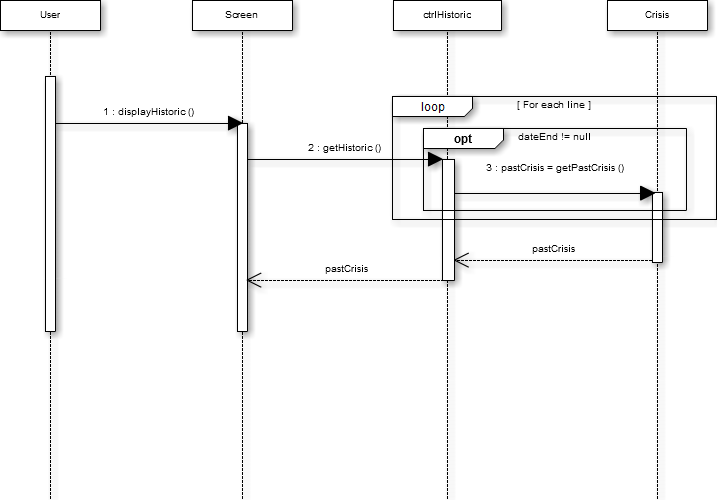 User
Screen
ctrlHistoric
Crisis
loop
[ For each line ]
1 : displayHistoric ()
opt
dateEnd != null
2 : getHistoric ()
3 : pastCrisis = getPastCrisis ()
pastCrisis
pastCrisis